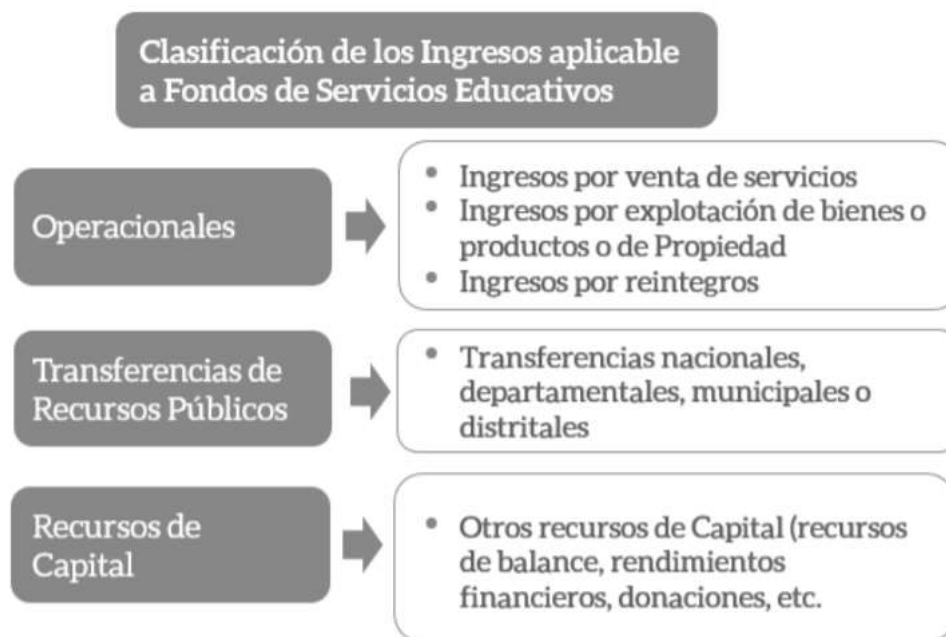 Clasificación de los Ingresos aplicable
a Fondos de Servicios Educativos
Operacionales
• Ingresos por venta de servicios
• Ingresos por explotación de bienes o
productos o de Propiedad
• Ingresos por reintegros
Transferencias de
Recursos Públicos
• Transferencias nacionales,
departamentales, municipales o
distritales
Recursos de
Capital
• Otros recursos de Capital (recursos
de balance, rendimientos
financieros, donaciones, etc.